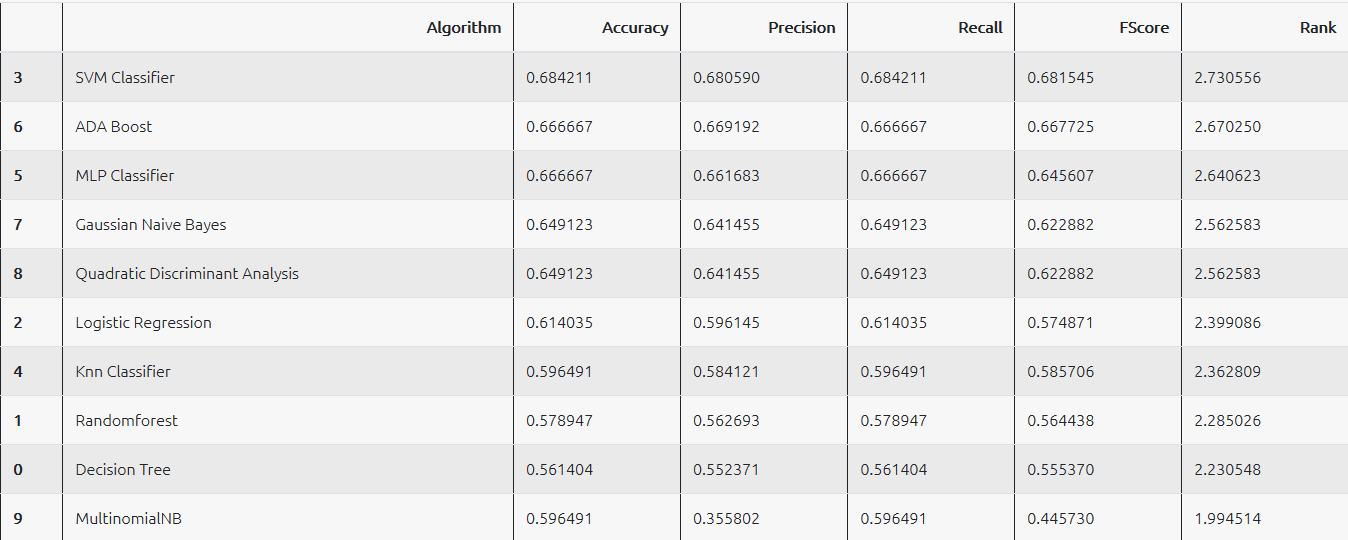 Algorithm Accuracy Precision Recall FScore Rank
3 SVM Classifier 0.684211 0.680590 0.684211 0.681545 2.730556
6 ADA Boost 0.666667 0.669192 0.666667 0.667725 2.670250
5 MLP Classifier 0.666667 0.661683 0.666667 0.645607 2.640623
7 Gaussian Naive Bayes 0.649123 0.641455 0.649123 0.622882 2.562583
8 Quadratic Discriminant Analysis 0.649123 0.641455 0.649123 0.622882 2.562583
2 Logistic Regression 0.614035 0.596145 0.614035 0.574871 2.399086
4 Knn Classifier 0.596491 0.584121 0.596491 0.585706 2.362809
1 Randomforest 0.578947 0.562693 0.578947 0.564438 2.285026
0 Decision Tree 0.561404 0.552371 0.561404 0.555370 2.230548
9 MultinomialNB 0.596491 0.355802 0.596491 0.445730 1.994514